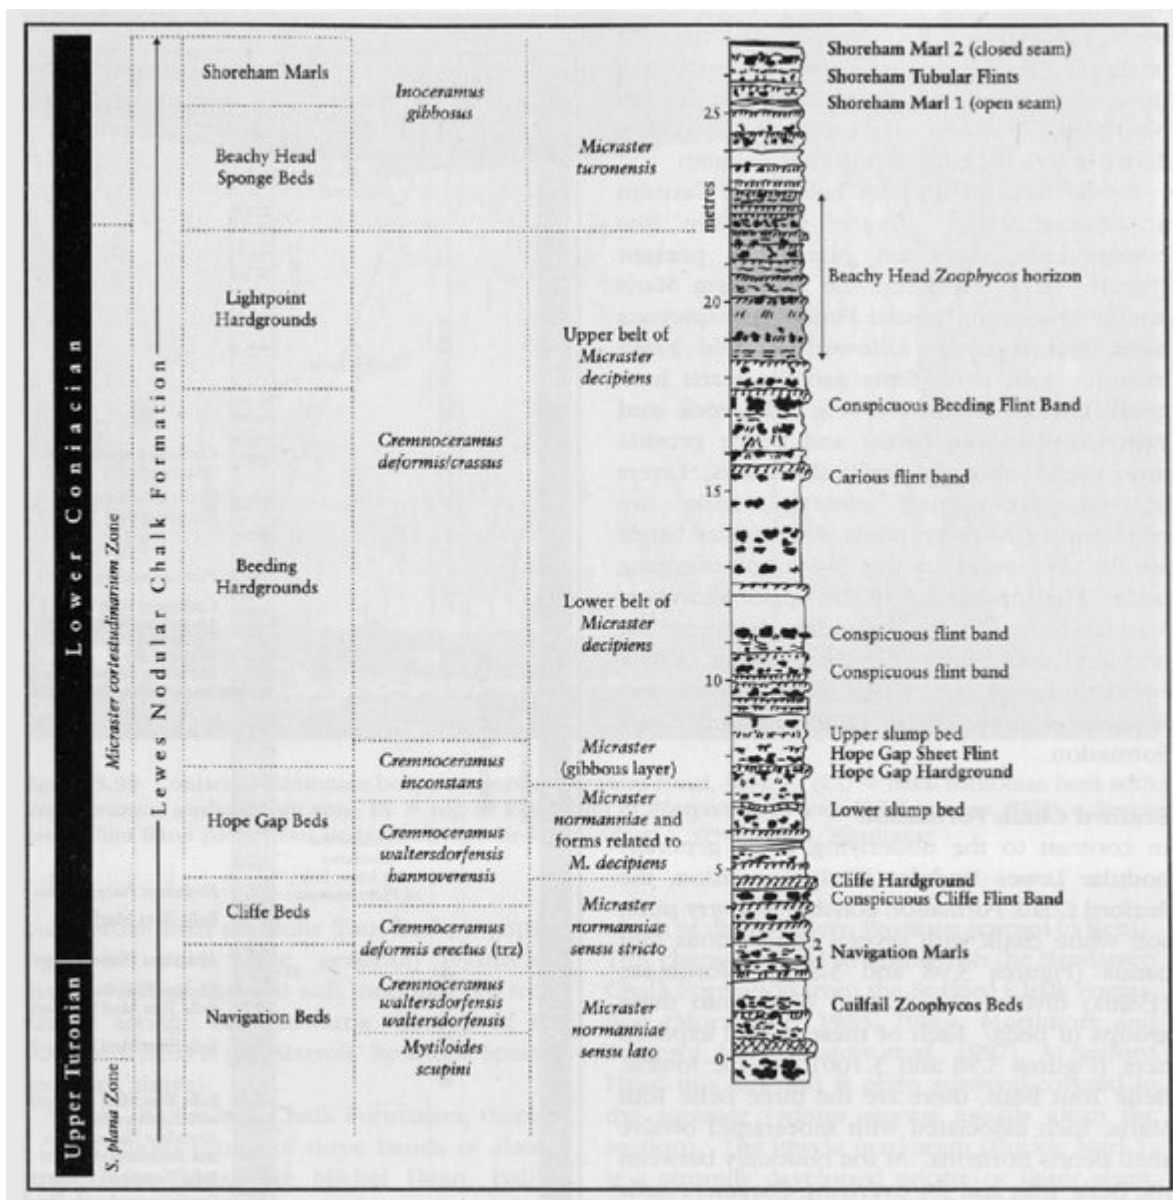 Lower Coniacian
Upper Turonian
Micraster cortestudinarium Zone
S. plana Zone
Lewes Nodular Chalk Formation
Shoreham Marls
Beachy Head
Sponge Beds
Lightpoint
Hardgrounds
Beeding
Hardgrounds
Hope Gap Beds
Cliffe Beds
Navigation Beds
Inoceramus
gibbosus
Cremnoceramus
deformis/crassus
Cremnoceramus
inconstans
Cremnoceramus
waltersdorfensis
hannoverensis
Cremnoceramus
deformis erectus (trz)
Cremnoceramus
waltersdorfensis
waltersdorfensis
Mytiloides
scupini
Micraster
turonensis
Upper belt of
Micraster
decipiens
Lower belt of
Micraster
decipiens
Micraster
(gibbous layer)
Micraster
normanniae and
forms related to
M. decipiens
Micraster
normanniae
sensu stricto
Micraster
normanniae
sensu lato
metres
25
20
15
10
5
0
Shoreham Marl 2 (closed seam)
Shoreham Tubular Flints
Shoreham Marl 1 (open seam)
Beachy Head Zoophycos horizon
Conspicuous Beeding Flint Band
Carious flint band
Conspicuous flint band
Conspicuous flint band
Upper slump bed
Hope Gap Sheet Flint
Hope Gap Hardground
Lower slump bed
Cliffe Hardground
Conspicuous Cliffe Flint Band
2
1
Navigation Marls
Cuilfail Zoophycos Beds